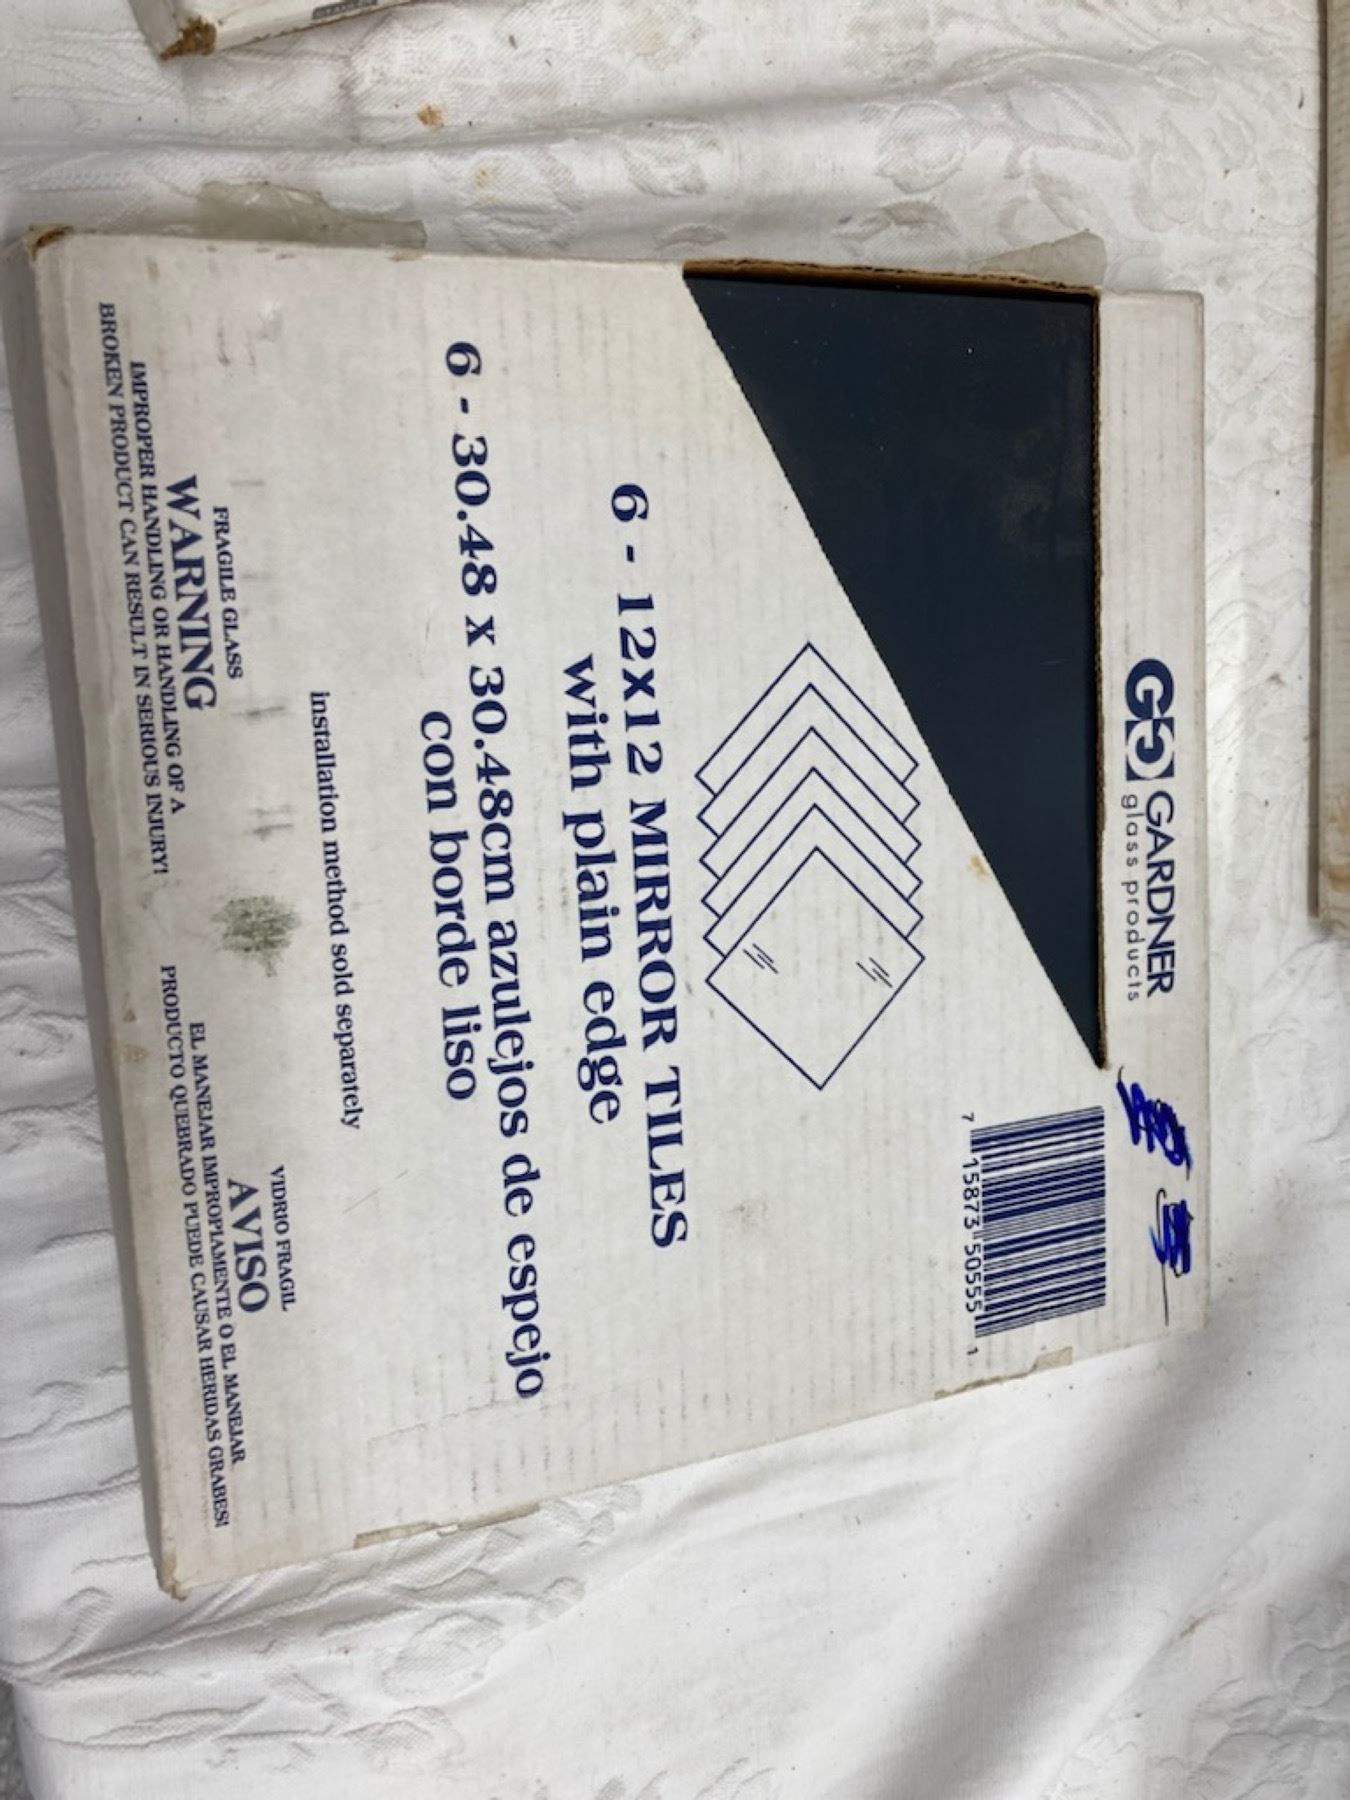 GARDNER
glass products
7 15873 50555 1
6 - 12x12 MIRROR TILES
with plain edge
6 - 30.48 x 30.48cm azulejos de espejo
con borde liso
installation method sold separately
FRAGILE GLASS
WARNING
IMPROPER HANDLING OR HANDLING OF A
BROKEN PRODUCT CAN RESULT IN SERIOUS INJURY!
VIDRIO FRAGIL
AVISO
EL MANEJAR IMPROPIAMENTE O EL MANEJAR
PRODUCTO QUEBRADO PUEDE CAUSAR HERIDAS GRABES!